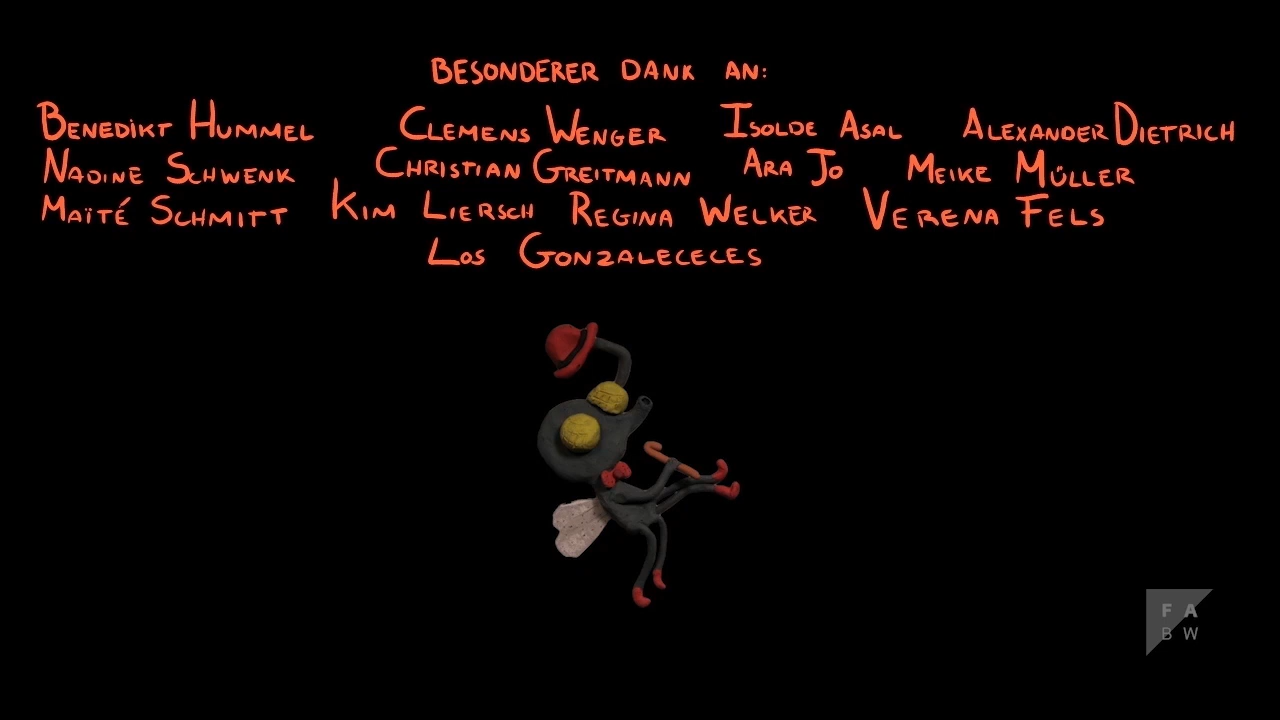 BESONDERER DANK AN:
BENEDIKT HUMMEL CLEMENS WENGER ISOLDE ASAL ALEXANDER DIETRICH
NADINE SCHWENK CHRISTIAN GREITMANN ARA JO MEIKE MÜLLER
MAÏTÉ SCHMITT KIM LIERSCH REGINA WELKER VERENA FELS
LOS GONZALECECES
F A
B W